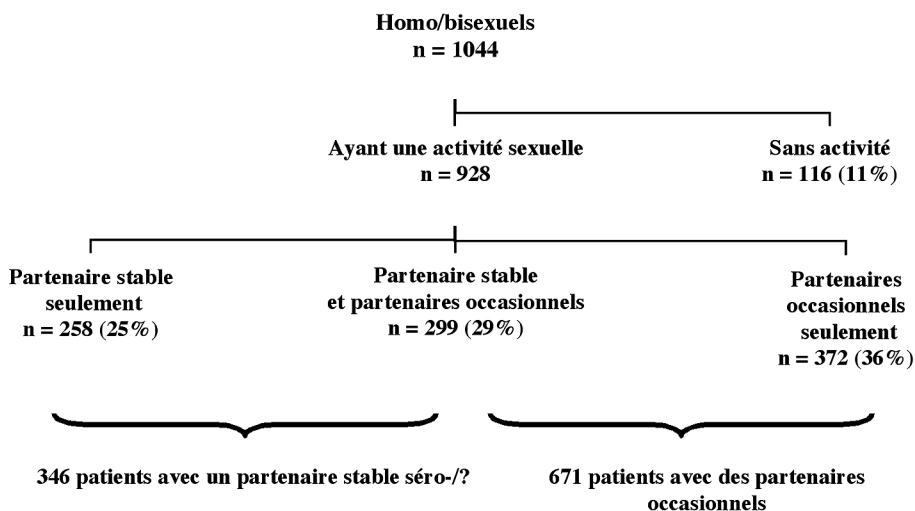 Homo/bisexuels
n = 1044
Ayant une activité sexuelle
n = 928
Sans activité
n = 116 (11%)
Partenaire stable
seulement
n = 258 (25%)
Partenaire stable
et partenaires occasionnels
n = 299 (29%)
Partenaires
occasionnels
seulement
n = 372 (36%)
346 patients avec un partenaire stable séro-/?
671 patients avec des partenaires
occasionnels